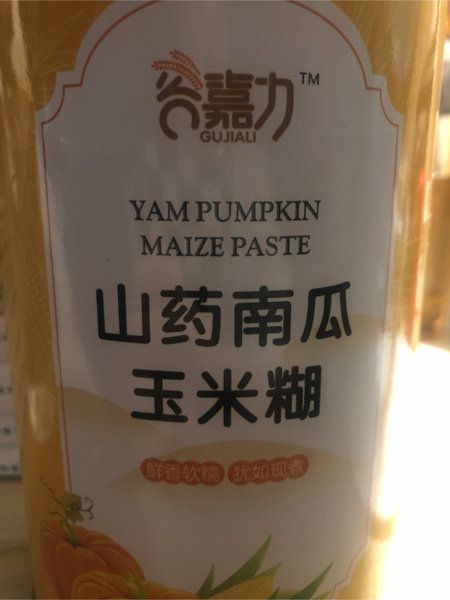 谷嘉力™
GUJIALI
YAM PUMPKIN
MAIZE PASTE
山药南瓜
玉米糊
鲜香软糯 犹如现煮